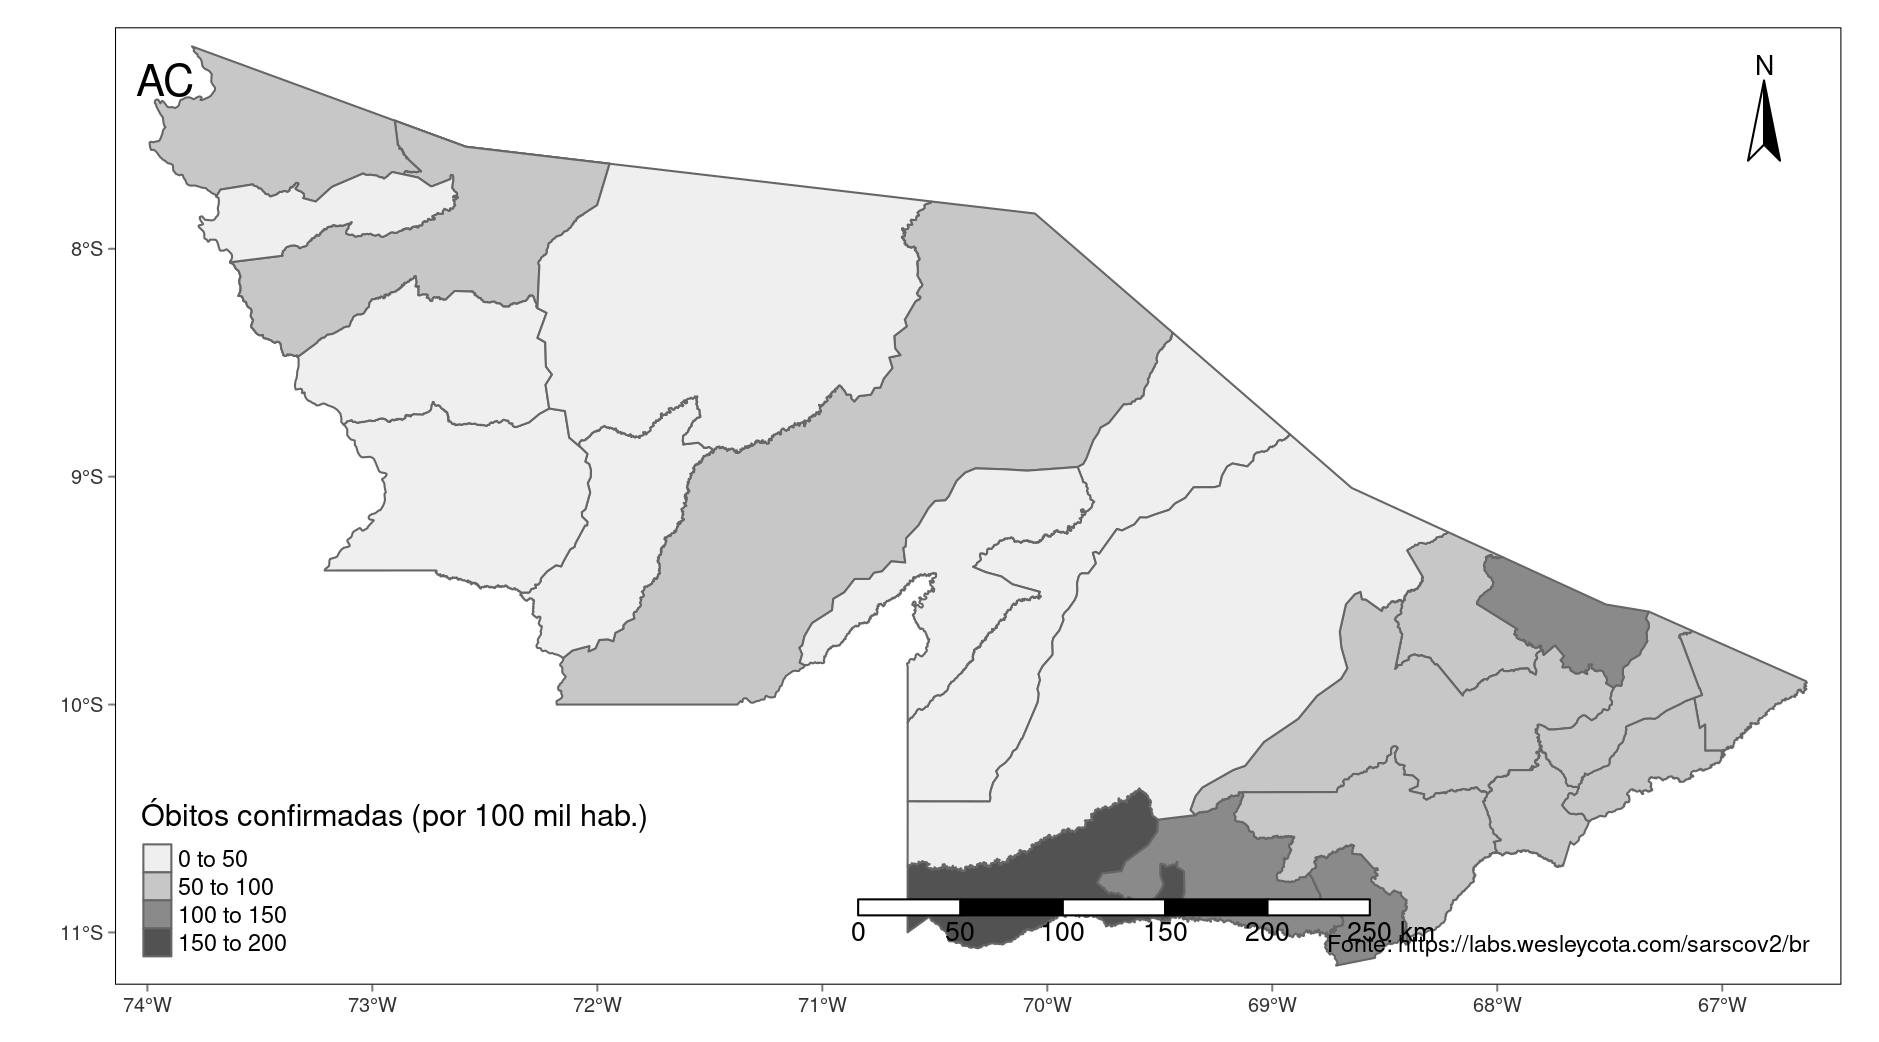 AC
N
8°S
9°S
10°S
11°S
Óbitos confirmadas (por 100 mil hab.)
0 to 50
50 to 100
100 to 150
150 to 200
0 50 100 150 200 250 km
Fonte: https://labs.wesleycota.com/sarscov2/br
74°W 73°W 72°W 71°W 70°W 69°W 68°W 67°W